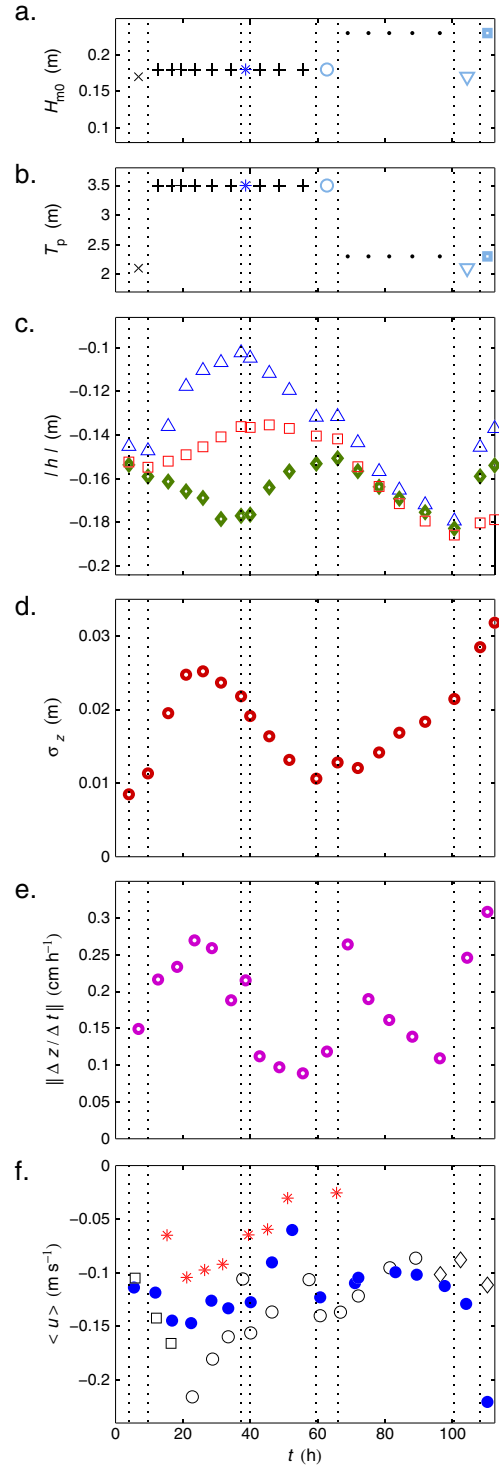 a.
0.2
0.15
0.1
H_m0 (m)
b.
3.5
3
2.5
2
T_p (m)
c.
−0.1
−0.12
−0.14
−0.16
−0.18
−0.2
| h | (m)
d.
0.03
0.02
0.01
0
σ_z (m)
e.
0.3
0.25
0.2
0.15
0.1
0.05
0
‖ Δ z / Δ t ‖ (cm h⁻¹)
f.
0
−0.05
−0.1
−0.15
−0.2
< u > (m s⁻¹)
0 20 40 60 80 100
t (h)